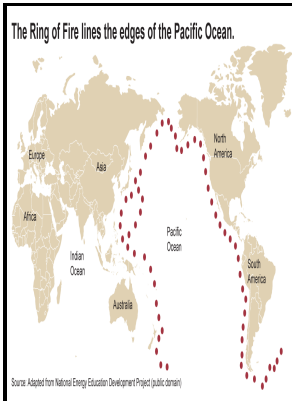 The Ring of Fire lines the edges of the Pacific Ocean.
North
America
Europe
Asia
Africa
Pacific
Ocean
Indian
Ocean
South
America
Australia
Source: Adapted from National Energy Education Development Project (public domain)